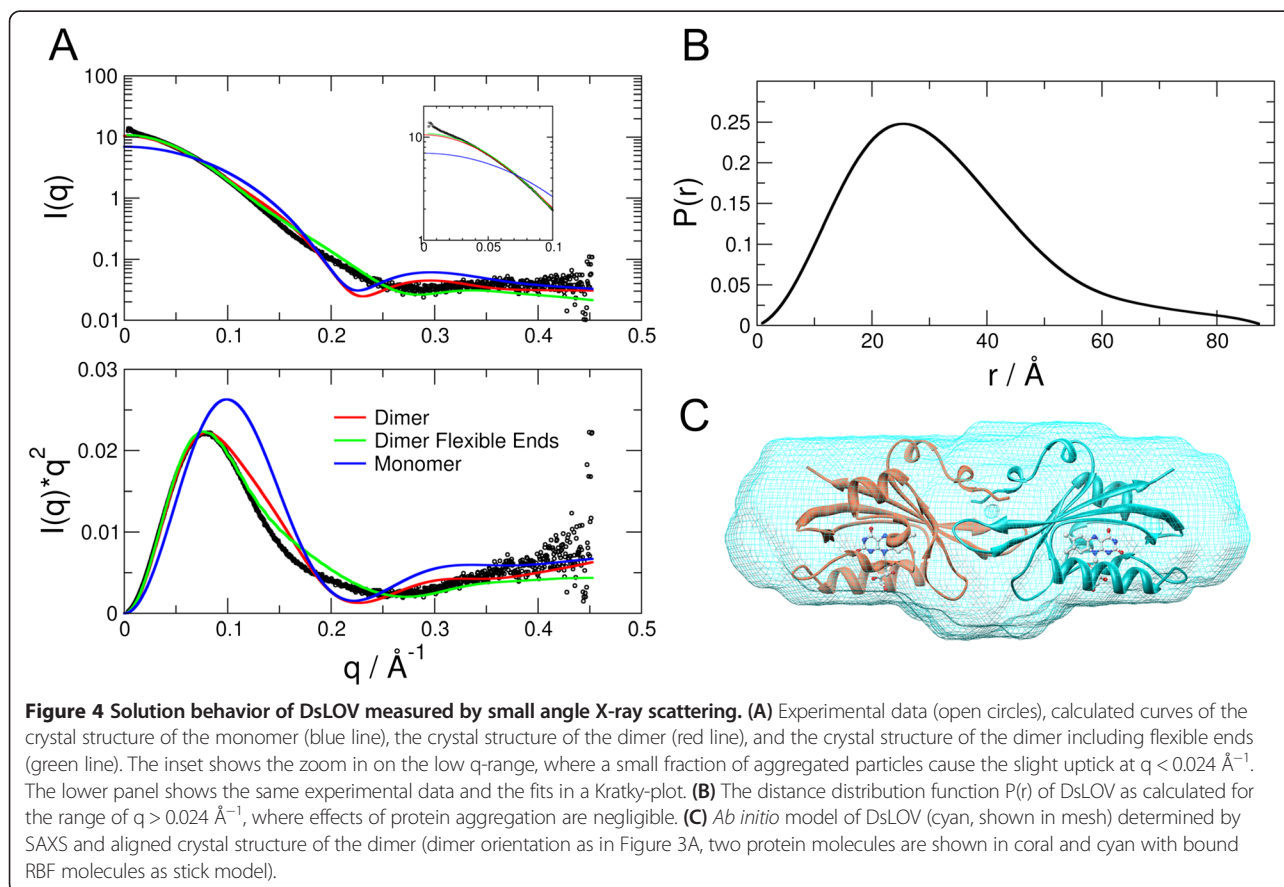 A
I(q)
100
10
1
0.1
0.01
0 0.1 0.2 0.3 0.4 0.5
10
1
0 0.05 0.1
I(q)*q²
0.03
0.02
0.01
0
Dimer
Dimer Flexible Ends
Monomer
0 0.1 0.2 0.3 0.4 0.5
q / Å⁻¹
B
P(r)
0.25
0.2
0.15
0.1
0.05
0
0 20 40 60 80
r / Å
C
Figure 4 Solution behavior of DsLOV measured by small angle X-ray scattering. (A) Experimental data (open circles), calculated curves of the
crystal structure of the monomer (blue line), the crystal structure of the dimer (red line), and the crystal structure of the dimer including flexible ends
(green line). The inset shows the zoom in on the low q-range, where a small fraction of aggregated particles cause the slight uptick at q < 0.024 Å⁻¹.
The lower panel shows the same experimental data and the fits in a Kratky-plot. (B) The distance distribution function P(r) of DsLOV as calculated for
the range of q > 0.024 Å⁻¹, where effects of protein aggregation are negligible. (C) Ab initio model of DsLOV (cyan, shown in mesh) determined by
SAXS and aligned crystal structure of the dimer (dimer orientation as in Figure 3A, two protein molecules are shown in coral and cyan with bound
RBF molecules as stick model).